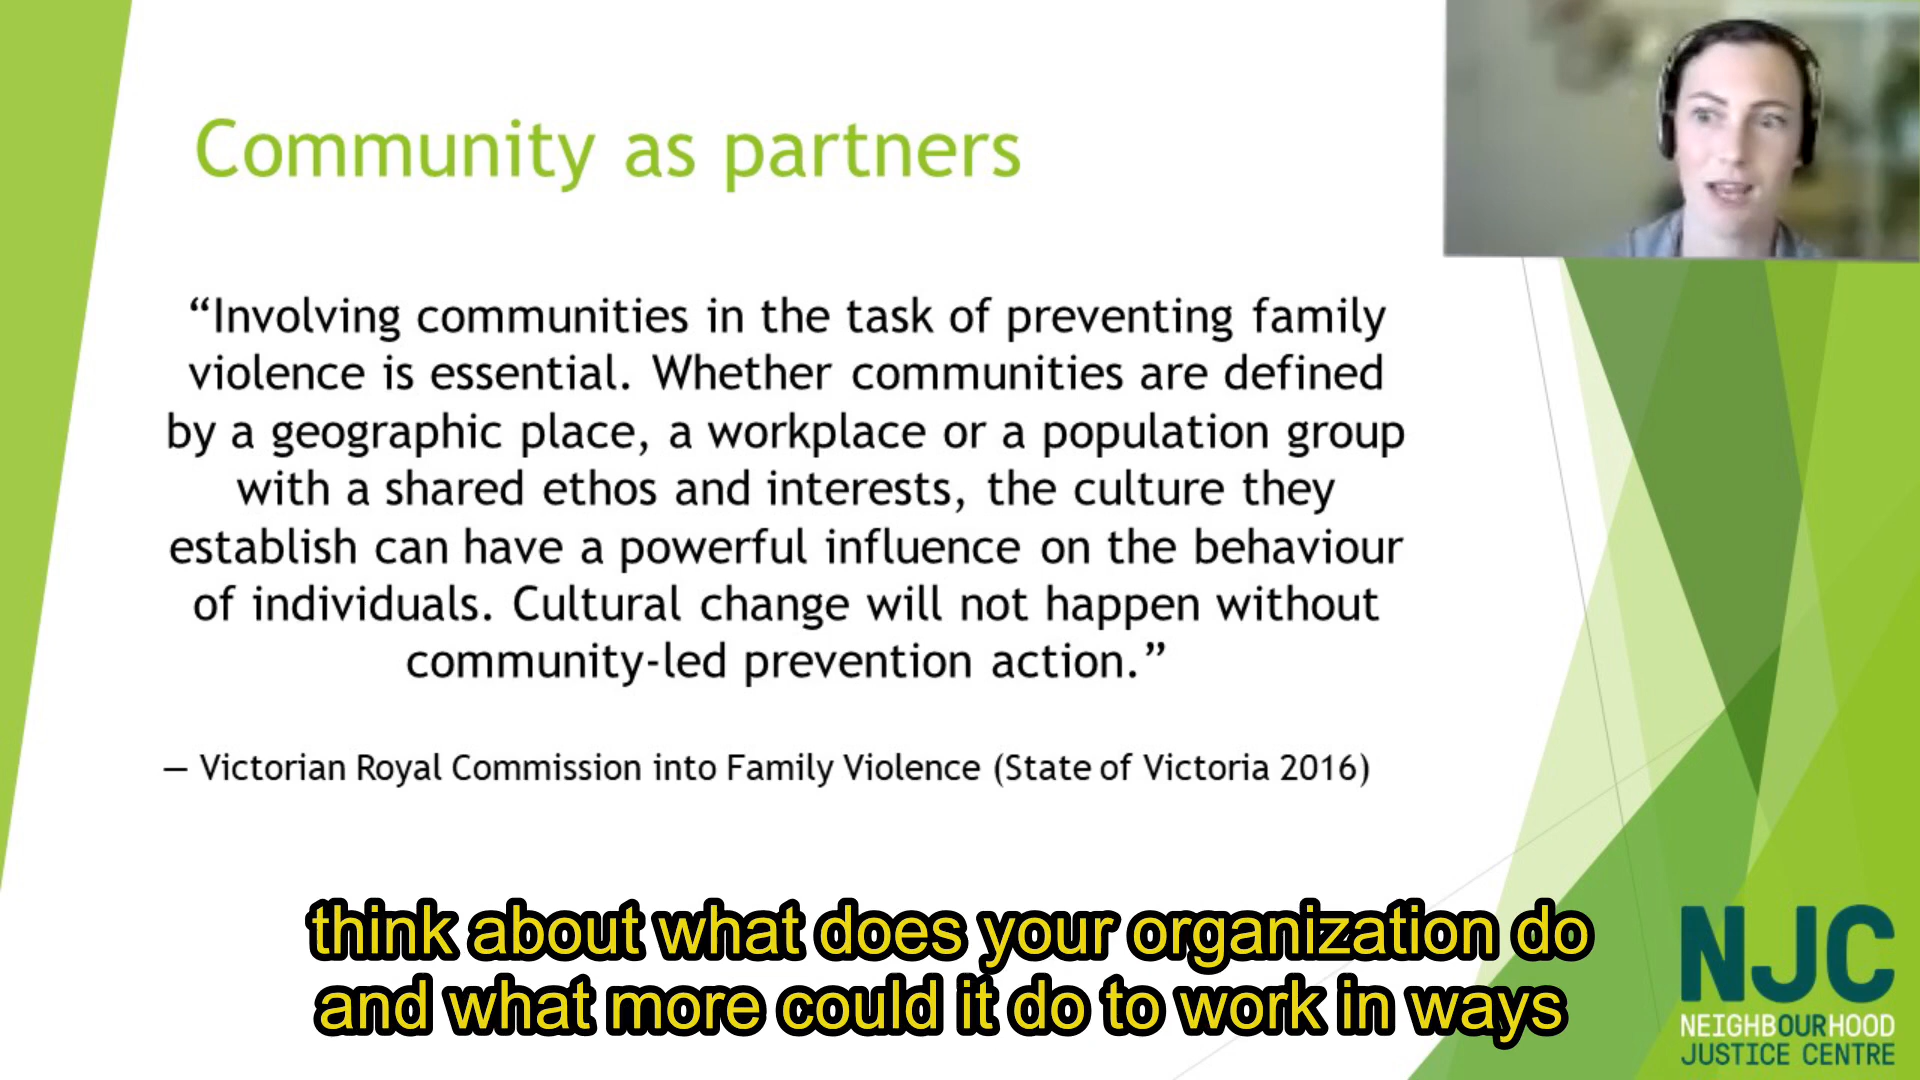 Community as partners
“Involving communities in the task of preventing family
violence is essential. Whether communities are defined
by a geographic place, a workplace or a population group
with a shared ethos and interests, the culture they
establish can have a powerful influence on the behaviour
of individuals. Cultural change will not happen without
community-led prevention action.”
— Victorian Royal Commission into Family Violence (State of Victoria 2016)
think about what does your organization do
and what more could it do to work in ways
NJC
NEIGHBOURHOOD
JUSTICE CENTRE